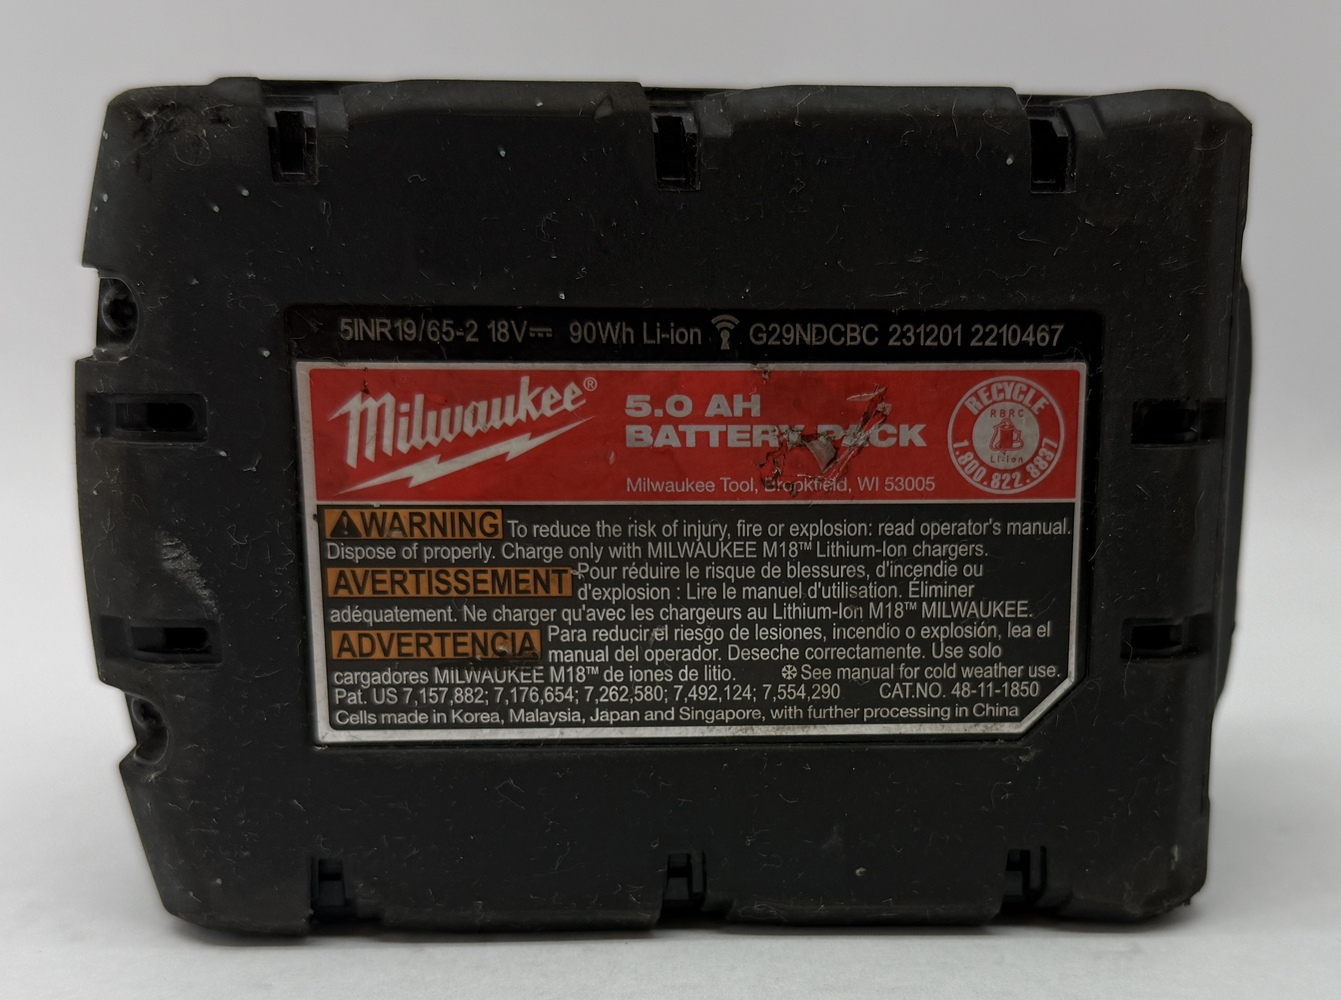 5INR19/65-2 18V⎓ 90Wh Li-ion G29NDCBC 231201 2210467
Milwaukee®
5.0 AH
BATTERY PACK
Milwaukee Tool, Brookfield, WI 53005
RECYCLE
RBRC
Li-Ion
1.800.822.8837
⚠WARNING To reduce the risk of injury, fire or explosion: read operator's manual.
Dispose of properly. Charge only with MILWAUKEE M18™ Lithium-Ion chargers.
AVERTISSEMENT Pour réduire le risque de blessures, d'incendie ou
d'explosion : Lire le manuel d'utilisation. Éliminer
adéquatement. Ne charger qu'avec les chargeurs au Lithium-Ion M18™ MILWAUKEE.
ADVERTENCIA Para reducir el riesgo de lesiones, incendio o explosión, lea el
manual del operador. Deseche correctamente. Use solo
cargadores MILWAUKEE M18™ de iones de litio. ❄See manual for cold weather use.
Pat. US 7,157,882; 7,176,654; 7,262,580; 7,492,124; 7,554,290 CAT.NO. 48-11-1850
Cells made in Korea, Malaysia, Japan and Singapore, with further processing in China